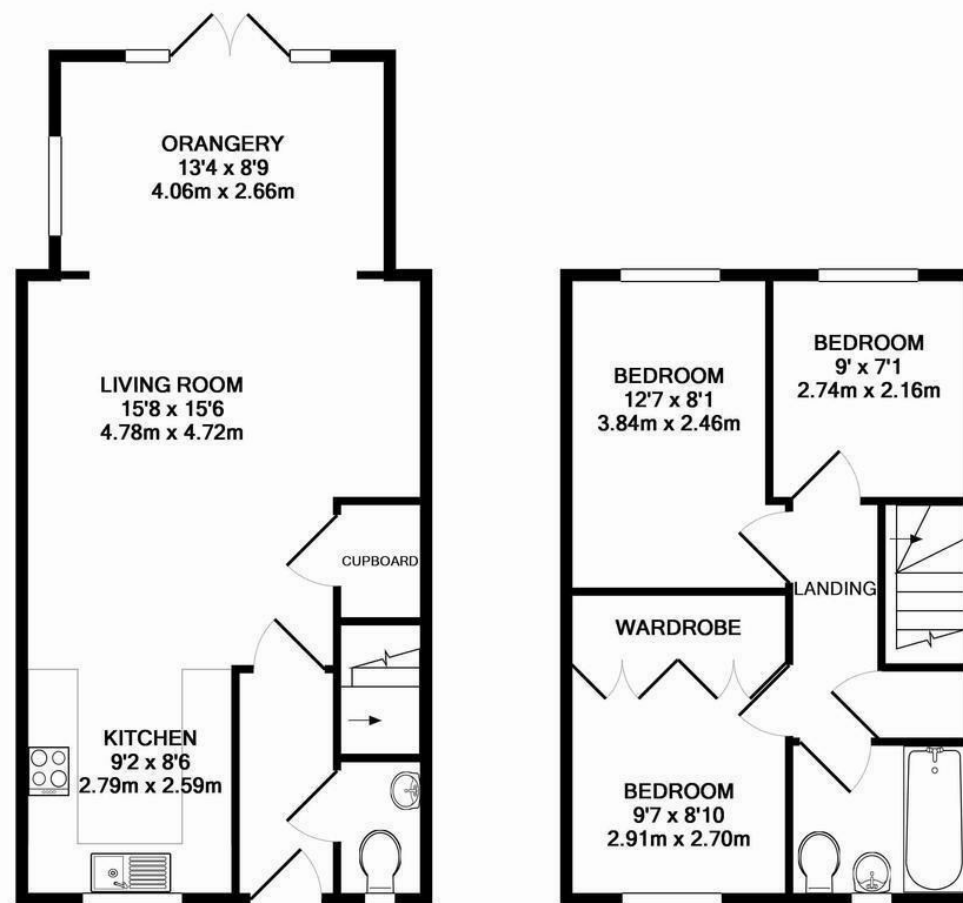 ORANGERY
13'4 x 8'9
4.06m x 2.66m
LIVING ROOM
15'8 x 15'6
4.78m x 4.72m
CUPBOARD
KITCHEN
9'2 x 8'6
2.79m x 2.59m
BEDROOM
12'7 x 8'1
3.84m x 2.46m
BEDROOM
9' x 7'1
2.74m x 2.16m
LANDING
WARDROBE
BEDROOM
9'7 x 8'10
2.91m x 2.70m